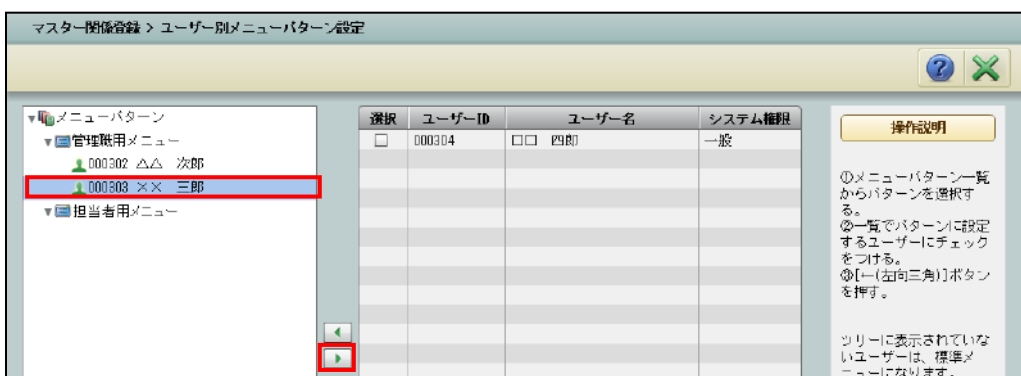 マスター関係登録 > ユーザー別メニューパターン設定
▼メニューパターン
▼管理職用メニュー
000302 △△ 次郎
000303 ×× 三郎
▼担当者用メニュー
選択 ユーザーID ユーザー名 システム権限
000304 □□ 四郎 一般
操作説明
①メニューパターン一覧
からパターンを選択す
る。
②一覧でパターンに設定
するユーザーにチェック
をつける。
③[←(左向三角)]ボタン
を押す。
ツリーに表示されていな
いユーザーは、標準メ
ニューになります。